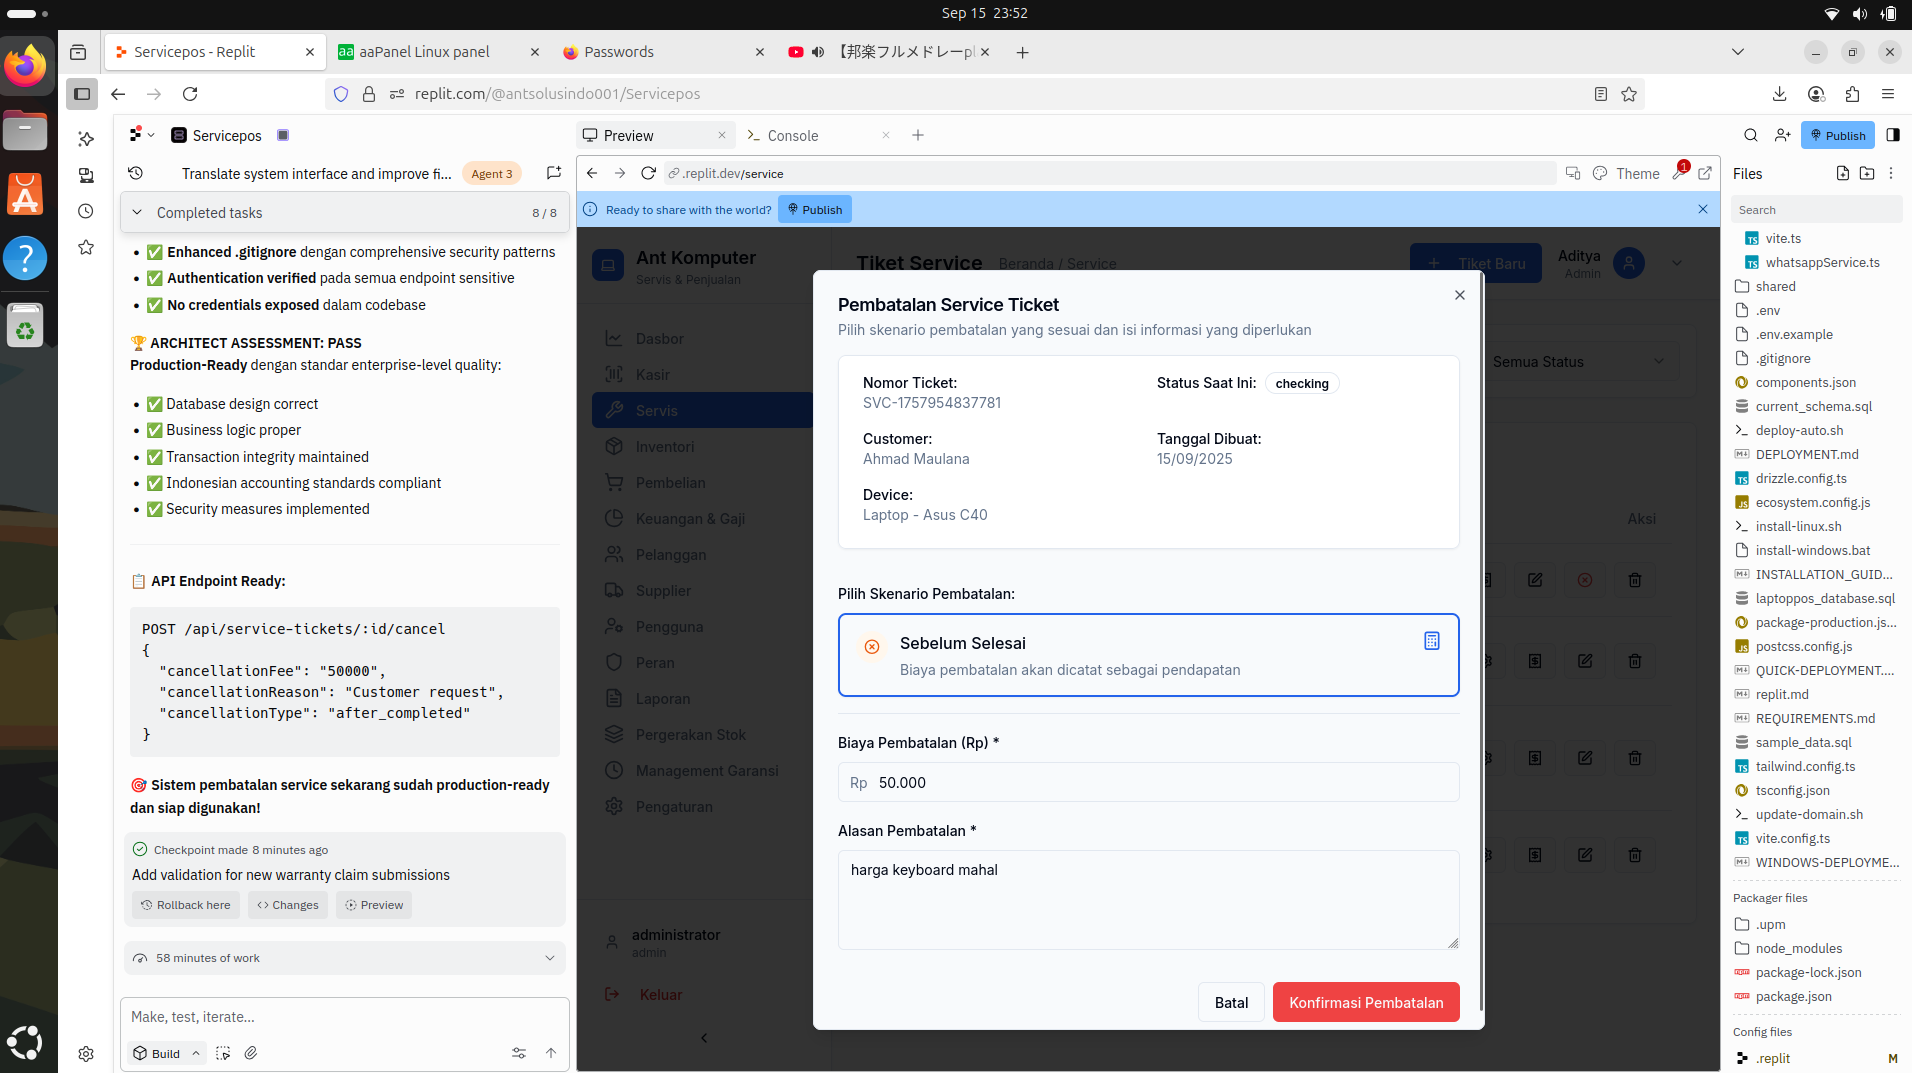 Sep 15 23:52
Servicepos - Replit
aaPanel Linux panel
Passwords
【邦楽フルメドレーpl
replit.com/@antsolusindo001/Servicepos
Servicepos
Preview
Console
Publish
Translate system interface and improve fi...
Agent 3
.replit.dev/service
Theme
1
Files
Completed tasks
8 / 8
Ready to share with the world?
Publish
Search
✅ Enhanced .gitignore dengan comprehensive security patterns
✅ Authentication verified pada semua endpoint sensitive
✅ No credentials exposed dalam codebase
🏆 ARCHITECT ASSESSMENT: PASS
Production-Ready dengan standar enterprise-level quality:
✅ Database design correct
✅ Business logic proper
✅ Transaction integrity maintained
✅ Indonesian accounting standards compliant
✅ Security measures implemented
📋 API Endpoint Ready:
POST /api/service-tickets/:id/cancel
{
"cancellationFee": "50000",
"cancellationReason": "Customer request",
"cancellationType": "after_completed"
}
🎯 Sistem pembatalan service sekarang sudah production-ready
dan siap digunakan!
Checkpoint made 8 minutes ago
Add validation for new warranty claim submissions
Rollback here
Changes
Preview
58 minutes of work
Make, test, iterate...
Build
Ant Komputer
Servis & Penjualan
Dasbor
Kasir
Servis
Inventori
Pembelian
Keuangan & Gaji
Pelanggan
Supplier
Pengguna
Peran
Laporan
Pergerakan Stok
Management Garansi
Pengaturan
administrator
admin
Keluar
Tiket Service
Beranda / Service
Tiket Baru
Aditya
Admin
Semua Status
Aksi
Pembatalan Service Ticket
Pilih skenario pembatalan yang sesuai dan isi informasi yang diperlukan
Nomor Ticket:
SVC-1757954837781
Status Saat Ini: checking
Customer:
Ahmad Maulana
Tanggal Dibuat:
15/09/2025
Device:
Laptop - Asus C40
Pilih Skenario Pembatalan:
Sebelum Selesai
Biaya pembatalan akan dicatat sebagai pendapatan
Biaya Pembatalan (Rp) *
Rp 50.000
Alasan Pembatalan *
harga keyboard mahal
Batal
Konfirmasi Pembatalan
vite.ts
whatsappService.ts
shared
.env
.env.example
.gitignore
components.json
current_schema.sql
deploy-auto.sh
DEPLOYMENT.md
drizzle.config.ts
ecosystem.config.js
install-linux.sh
install-windows.bat
INSTALLATION_GUID...
laptoppos_database.sql
package-production.js...
postcss.config.js
QUICK-DEPLOYMENT....
replit.md
REQUIREMENTS.md
sample_data.sql
tailwind.config.ts
tsconfig.json
update-domain.sh
vite.config.ts
WINDOWS-DEPLOYME...
Packager files
.upm
node_modules
package-lock.json
package.json
Config files
.replit
M